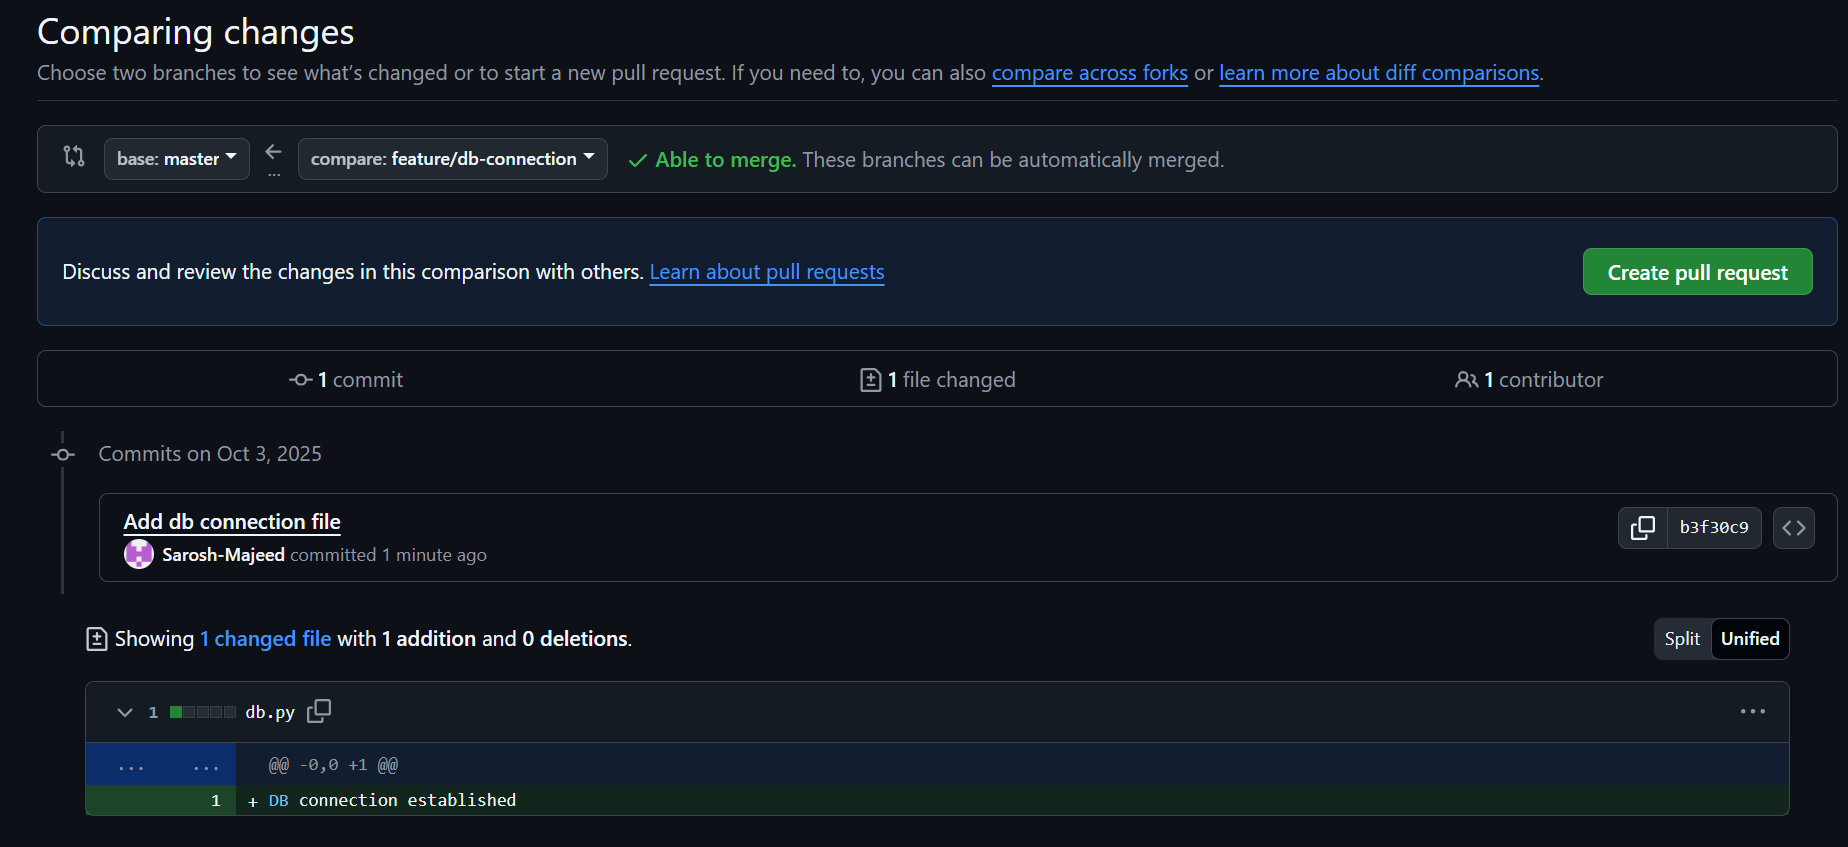 Comparing changes
Choose two branches to see what's changed or to start a new pull request. If you need to, you can also compare across forks or learn more about diff comparisons.
base: master ... compare: feature/db-connection Able to merge. These branches can be automatically merged.
Discuss and review the changes in this comparison with others. Learn about pull requests Create pull request
1 commit 1 file changed 1 contributor
Commits on Oct 3, 2025
Add db connection file
b3f30c9
Sarosh-Majeed committed 1 minute ago
Showing 1 changed file with 1 addition and 0 deletions.
Split Unified
1 db.py
... ... @@ -0,0 +1 @@
1 + DB connection established